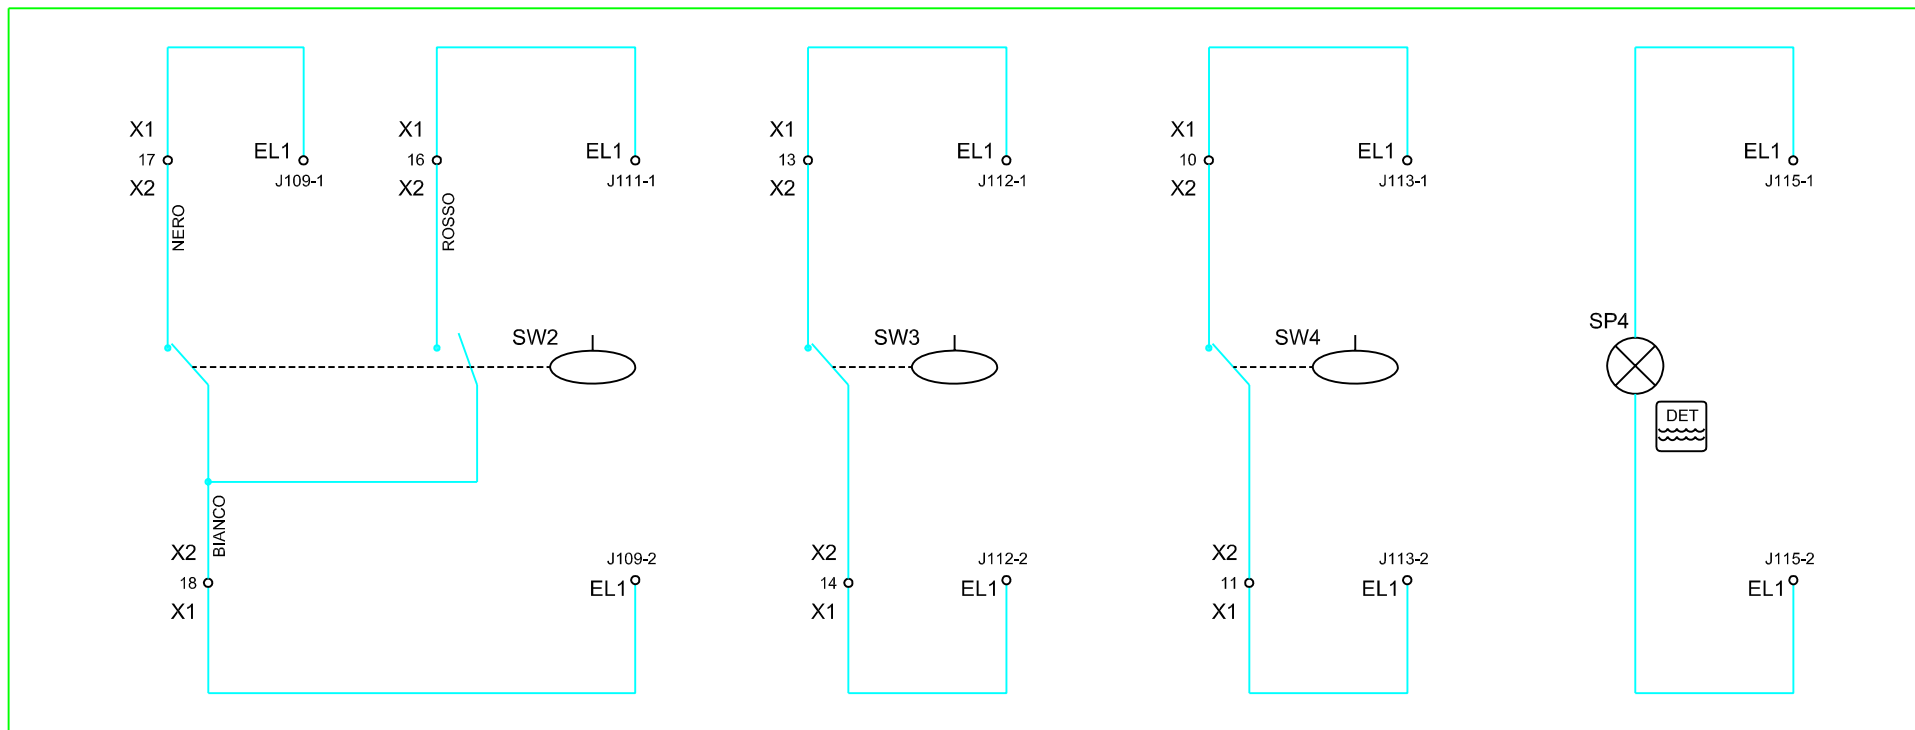 X1
17
X2
NERO
EL1
J109-1
X1
16
X2
ROSSO
EL1
J111-1
X1
13
X2
EL1
J112-1
X1
10
X2
EL1
J113-1
EL1
J115-1
SW2
SW3
SW4
SP4
DET
BIANCO
X2
18
X1
J109-2
EL1
X2
14
X1
J112-2
EL1
X2
11
X1
J113-2
EL1
J115-2
EL1